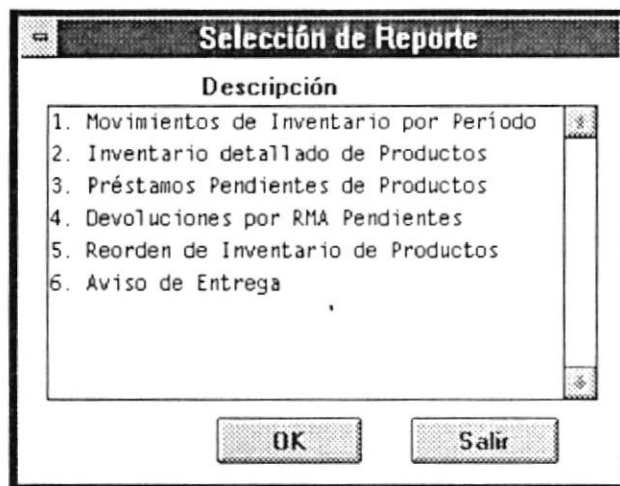 Selección de Reporte
Descripción
1. Movimientos de Inventario por Período
2. Inventario detallado de Productos
3. Préstamos Pendientes de Productos
4. Devoluciones por RMA Pendientes
5. Reorden de Inventario de Productos
6. Aviso de Entrega
OK
Salir